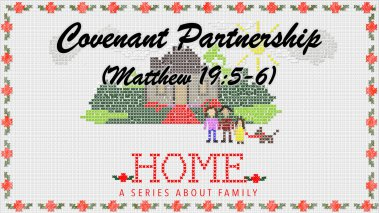 Covenant Partnership
(Matthew 19:5-6)
HOME
A SERIES ABOUT FAMILY